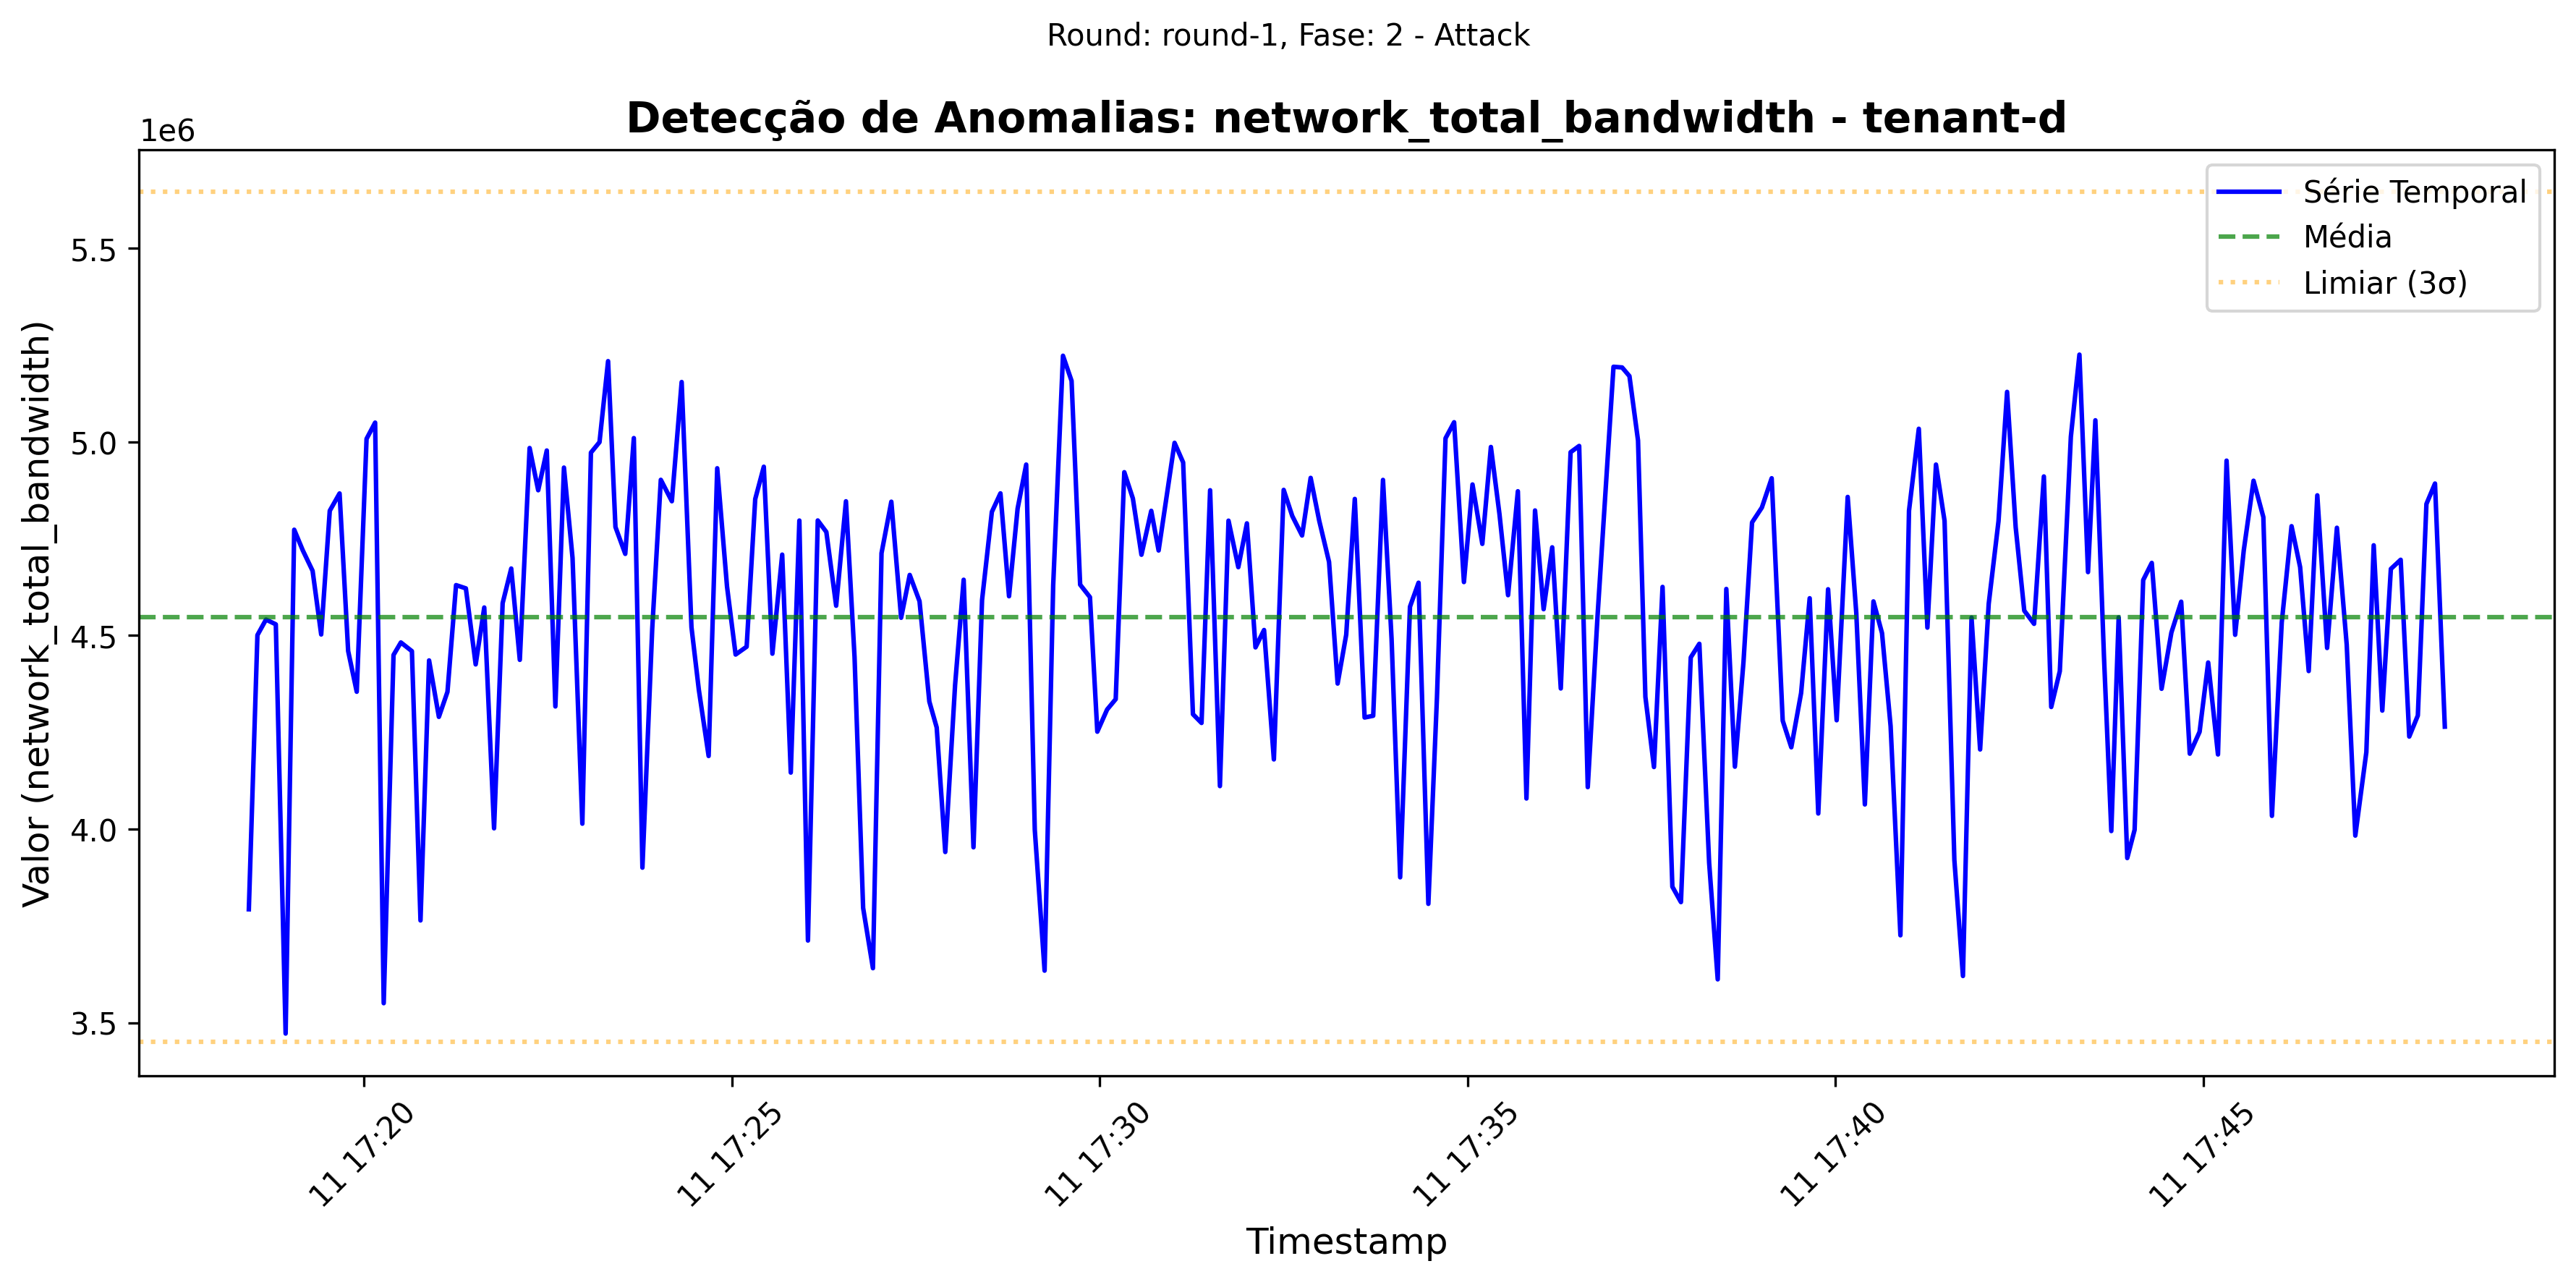 Round: round-1, Fase: 2 - Attack
Detecção de Anomalias: network_total_bandwidth - tenant-d
1e6
Série Temporal
Média
Limiar (3σ)
Valor (network_total_bandwidth)
5.5
5.0
4.5
4.0
3.5
11 17:20
11 17:25
11 17:30
11 17:35
11 17:40
11 17:45
Timestamp